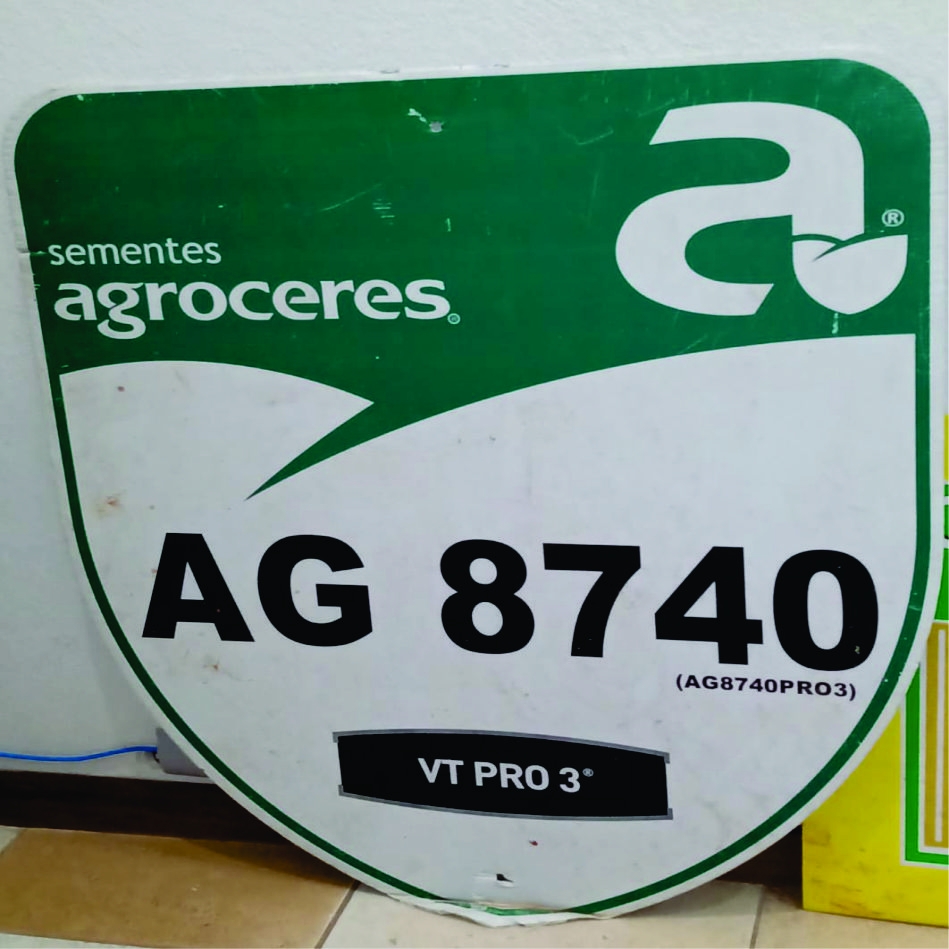 sementes
agroceres®
a®
AG 8740
(AG8740PRO3)
VT PRO 3®